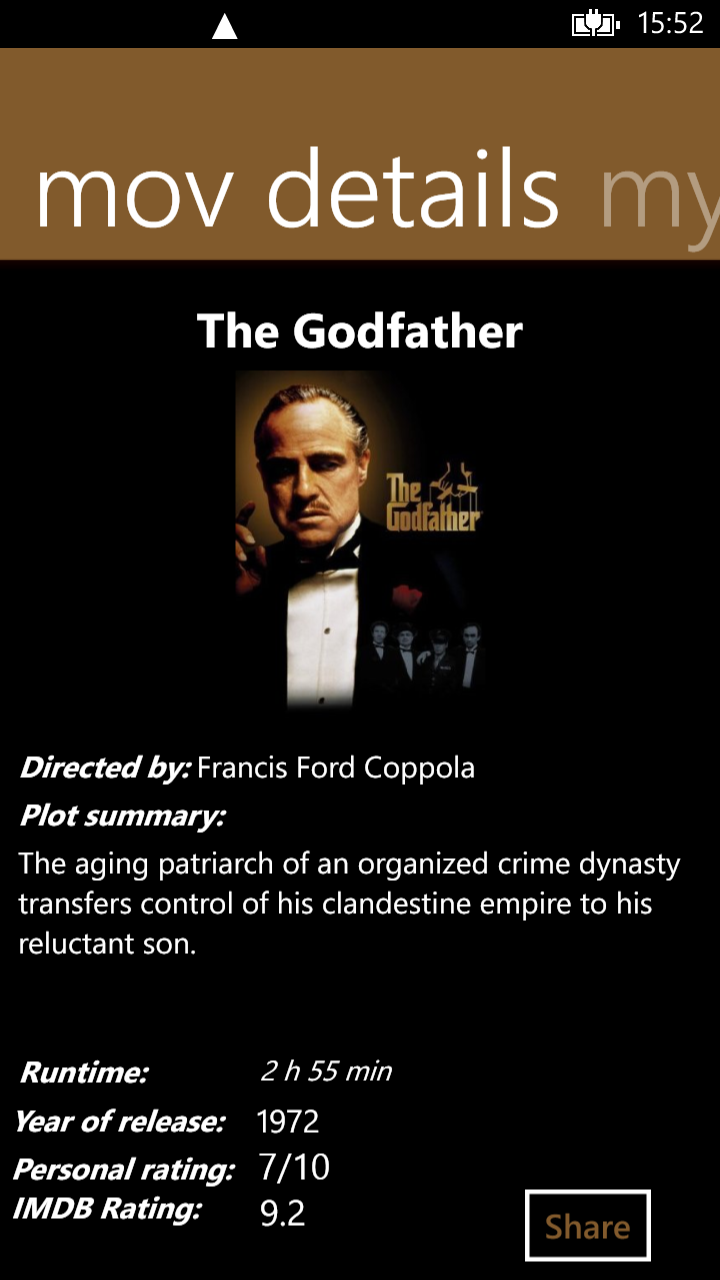 15:52
mov details my
The Godfather
The
Godfather
Directed by: Francis Ford Coppola
Plot summary:
The aging patriarch of an organized crime dynasty
transfers control of his clandestine empire to his
reluctant son.
Runtime: 2 h 55 min
Year of release: 1972
Personal rating: 7/10
IMDB Rating: 9.2
Share